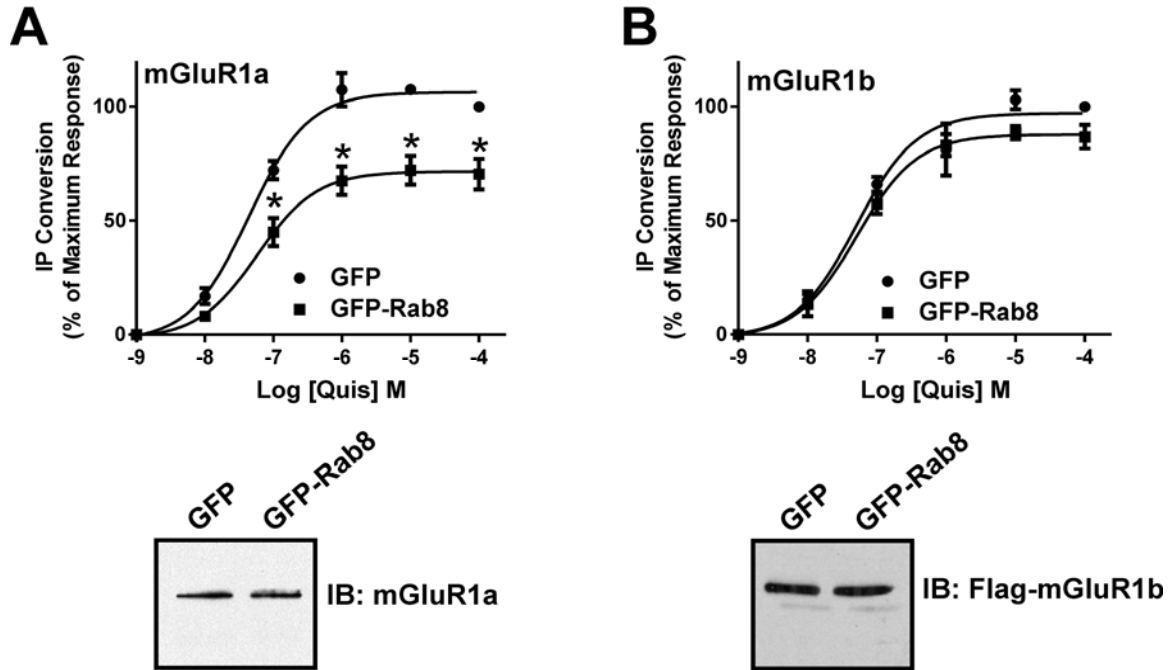 A
mGluR1a
IP Conversion
(% of Maximum Response)
100
50
0
* * * *
GFP
GFP-Rab8
-9 -8 -7 -6 -5 -4
Log [Quis] M
GFP GFP-Rab8
IB: mGluR1a
B
mGluR1b
IP Conversion
(% of Maximum Response)
100
50
0
GFP
GFP-Rab8
-9 -8 -7 -6 -5 -4
Log [Quis] M
GFP GFP-Rab8
IB: Flag-mGluR1b